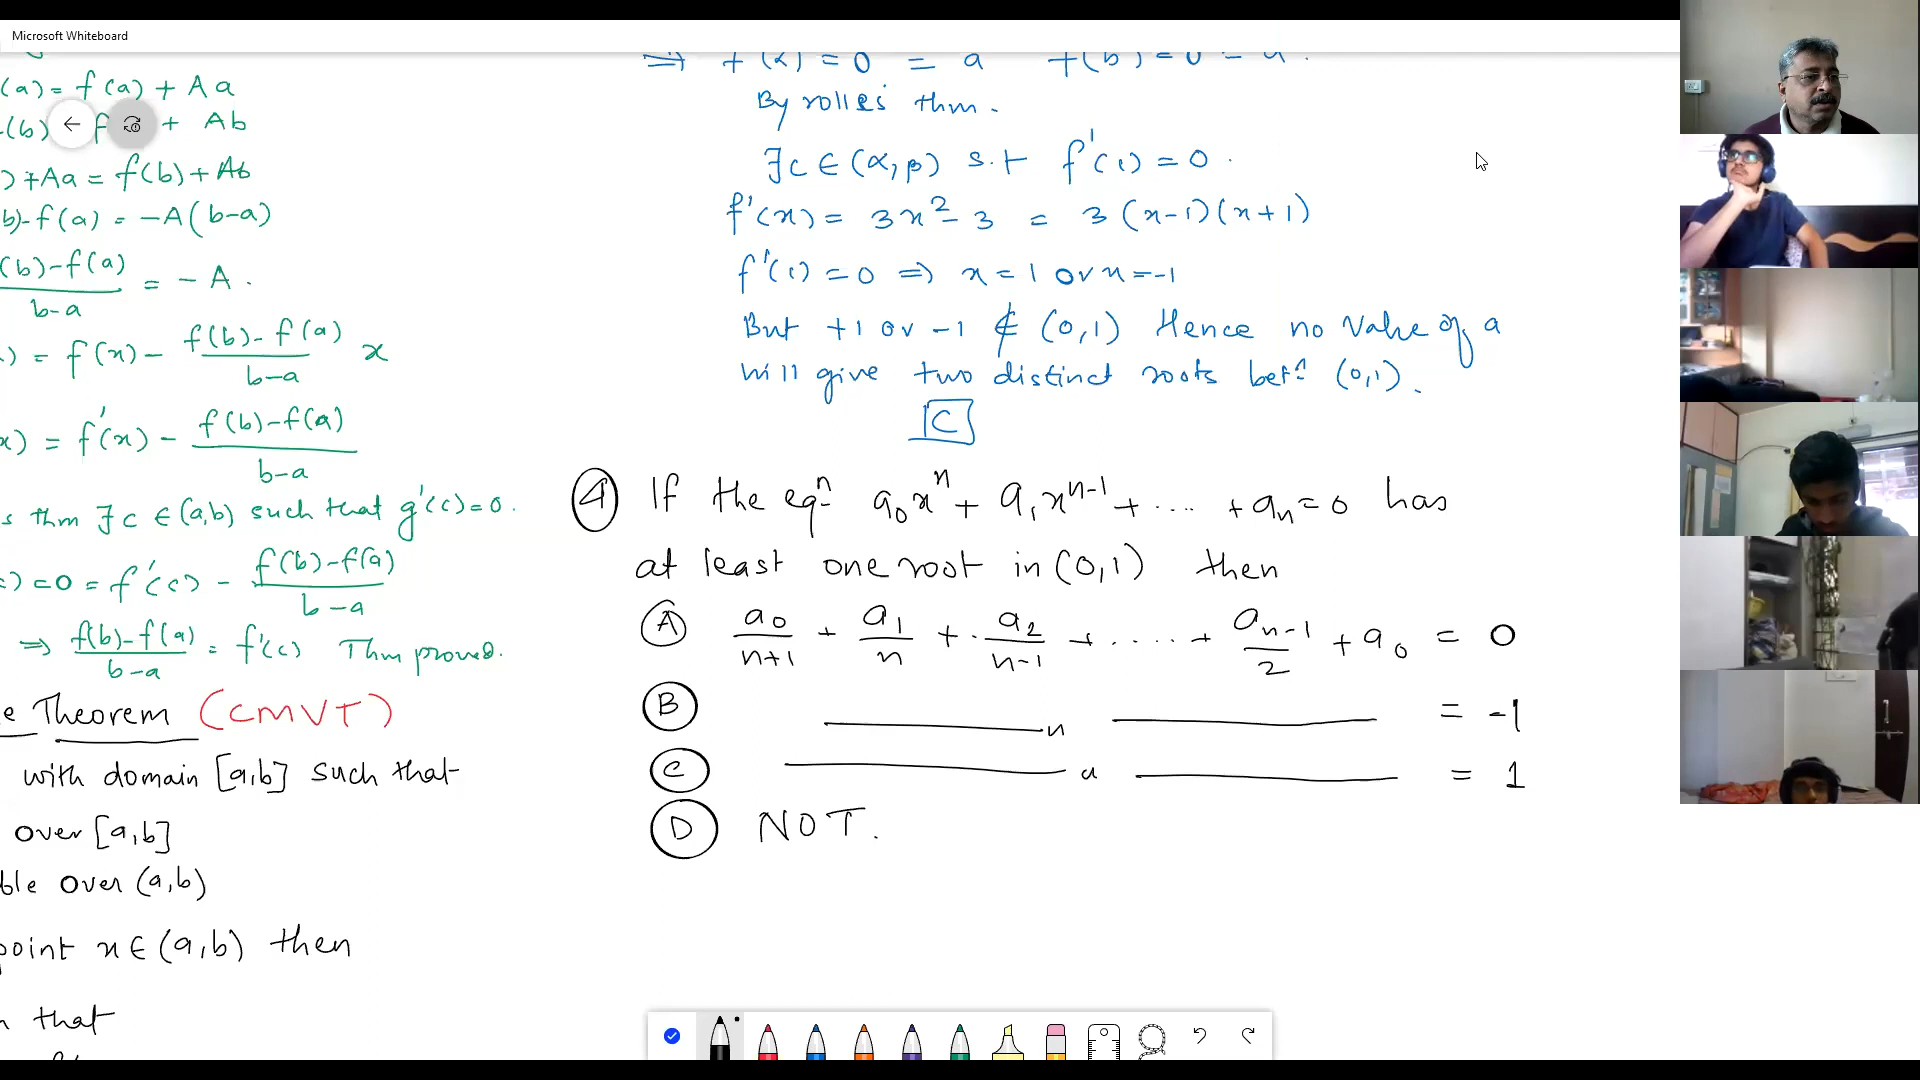 Microsoft Whiteboard
(a) = f(a) + Aa
(b) f + Ab
) + Aa = f(b) + Ab
b) - f(a) = -A(b-a)
(b) - f(a) / b-a = -A.
) = f(x) - f(b) - f(a) / b-a x
x) = f'(x) - f(b) - f(a) / b-a
s thm ∃ c ∈ (a,b) such that g'(c) = 0.
c) = 0 = f'(c) - f(b) - f(a) / b-a
⇒ f(b) - f(a) / b-a = f'(c) Thm proved.
e Theorem (CMVT)
with domain [a,b] such that
over [a,b]
ble over (a,b)
point x ∈ (a,b) then
n that
⇒ f(α) = 0 = a f(b) = 0 = a.
By rolles' thm.
∃ c ∈ (α,β) s.t f'(c) = 0.
f'(x) = 3x² - 3 = 3(x-1)(x+1)
f'(c) = 0 ⇒ x = 1 or x = -1
But +1 or -1 ∉ (0,1) Hence no value of a
will give two distinct roots betⁿ (0,1).
C
4 If the eqⁿ a₀xⁿ + a₁xⁿ⁻¹ + .... + aₙ = 0 has
at least one root in (0,1) then
A a₀/n+1 + a₁/n + a₂/n-1 + ..... + aₙ₋₁/2 + a₀ = 0
B ——— " ——— = -1
C ——— " ——— = 1
D NOT.